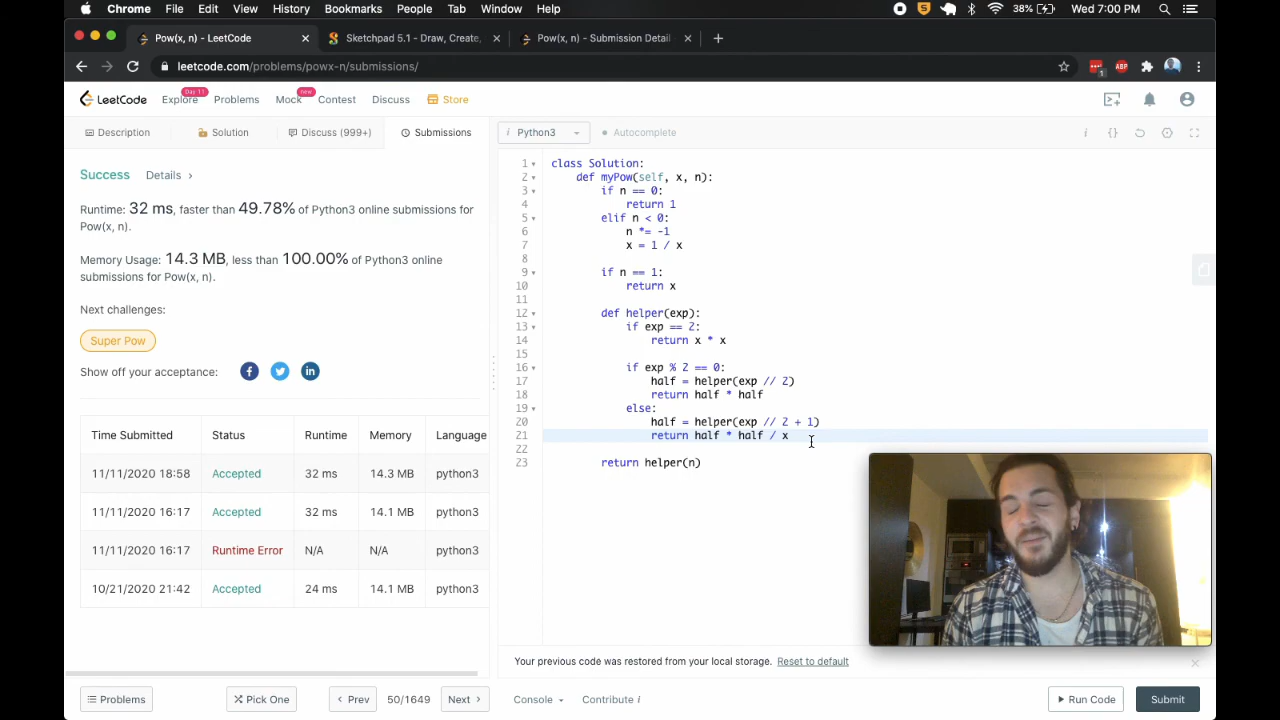 Chrome File Edit View History Bookmarks People Tab Window Help 38% Wed 7:00 PM
Pow(x, n) - LeetCode Sketchpad 5.1 - Draw, Create, Pow(x, n) - Submission Detail
leetcode.com/problems/powx-n/submissions/
LeetCode Explore Day 11 Problems Mock new Contest Discuss Store
Description Solution Discuss (999+) Submissions
i Python3 Autocomplete i {}
Success Details >
Runtime: 32 ms, faster than 49.78% of Python3 online submissions for
Pow(x, n).
Memory Usage: 14.3 MB, less than 100.00% of Python3 online
submissions for Pow(x, n).
Next challenges:
Super Pow
Show off your acceptance:
Time Submitted Status Runtime Memory Language
11/11/2020 18:58 Accepted 32 ms 14.3 MB python3
11/11/2020 16:17 Accepted 32 ms 14.1 MB python3
11/11/2020 16:17 Runtime Error N/A N/A python3
10/21/2020 21:42 Accepted 24 ms 14.1 MB python3
1 class Solution:
2 def myPow(self, x, n):
3 if n == 0:
4 return 1
5 elif n < 0:
6 n *= -1
7 x = 1 / x
8
9 if n == 1:
10 return x
11
12 def helper(exp):
13 if exp == 2:
14 return x * x
15
16 if exp % 2 == 0:
17 half = helper(exp // 2)
18 return half * half
19 else:
20 half = helper(exp // 2 + 1)
21 return half * half / x
22
23 return helper(n)
Your previous code was restored from your local storage. Reset to default
Problems Pick One < Prev 50/1649 Next > Console Contribute i Run Code Submit